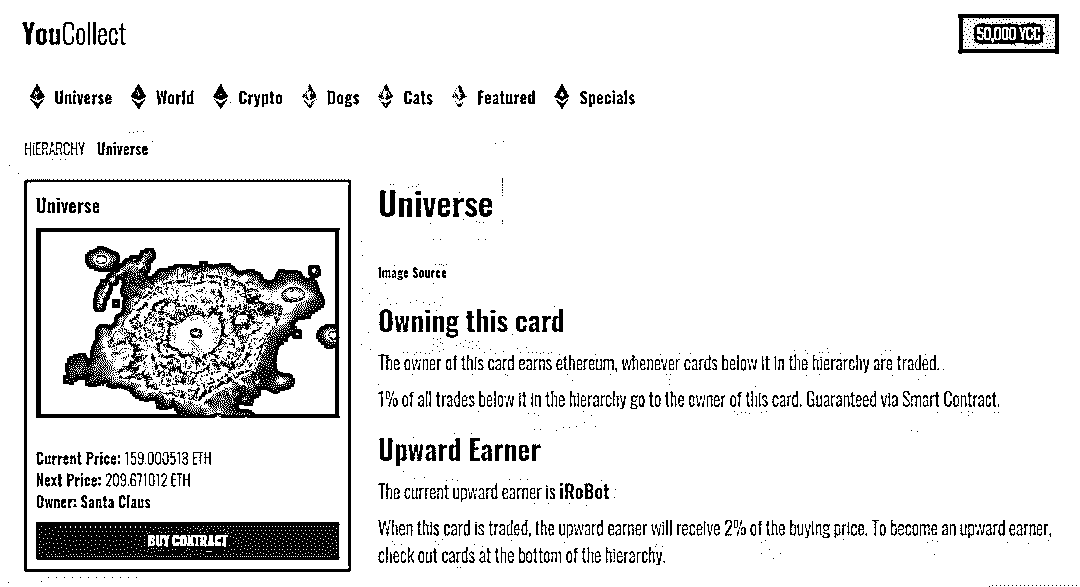 YouCollect
50,000 YCC
Universe World Crypto Dogs Cats Featured Specials
HIERARCHY Universe
Universe
Current Price: 159.000513 ETH
Next Price: 209.671012 ETH
Owner: Santa Claus
BUY CONTRACT
Universe
Image Source
Owning this card
The owner of this card earns ethereum, whenever cards below it in the hierarchy are traded.
1% of all trades below it in the hierarchy go to the owner of this card. Guaranteed via Smart Contract.
Upward Earner
The current upward earner is iRoBot
When this card is traded, the upward earner will receive 2% of the buying price. To become an upward earner,
check out cards at the bottom of the hierarchy.